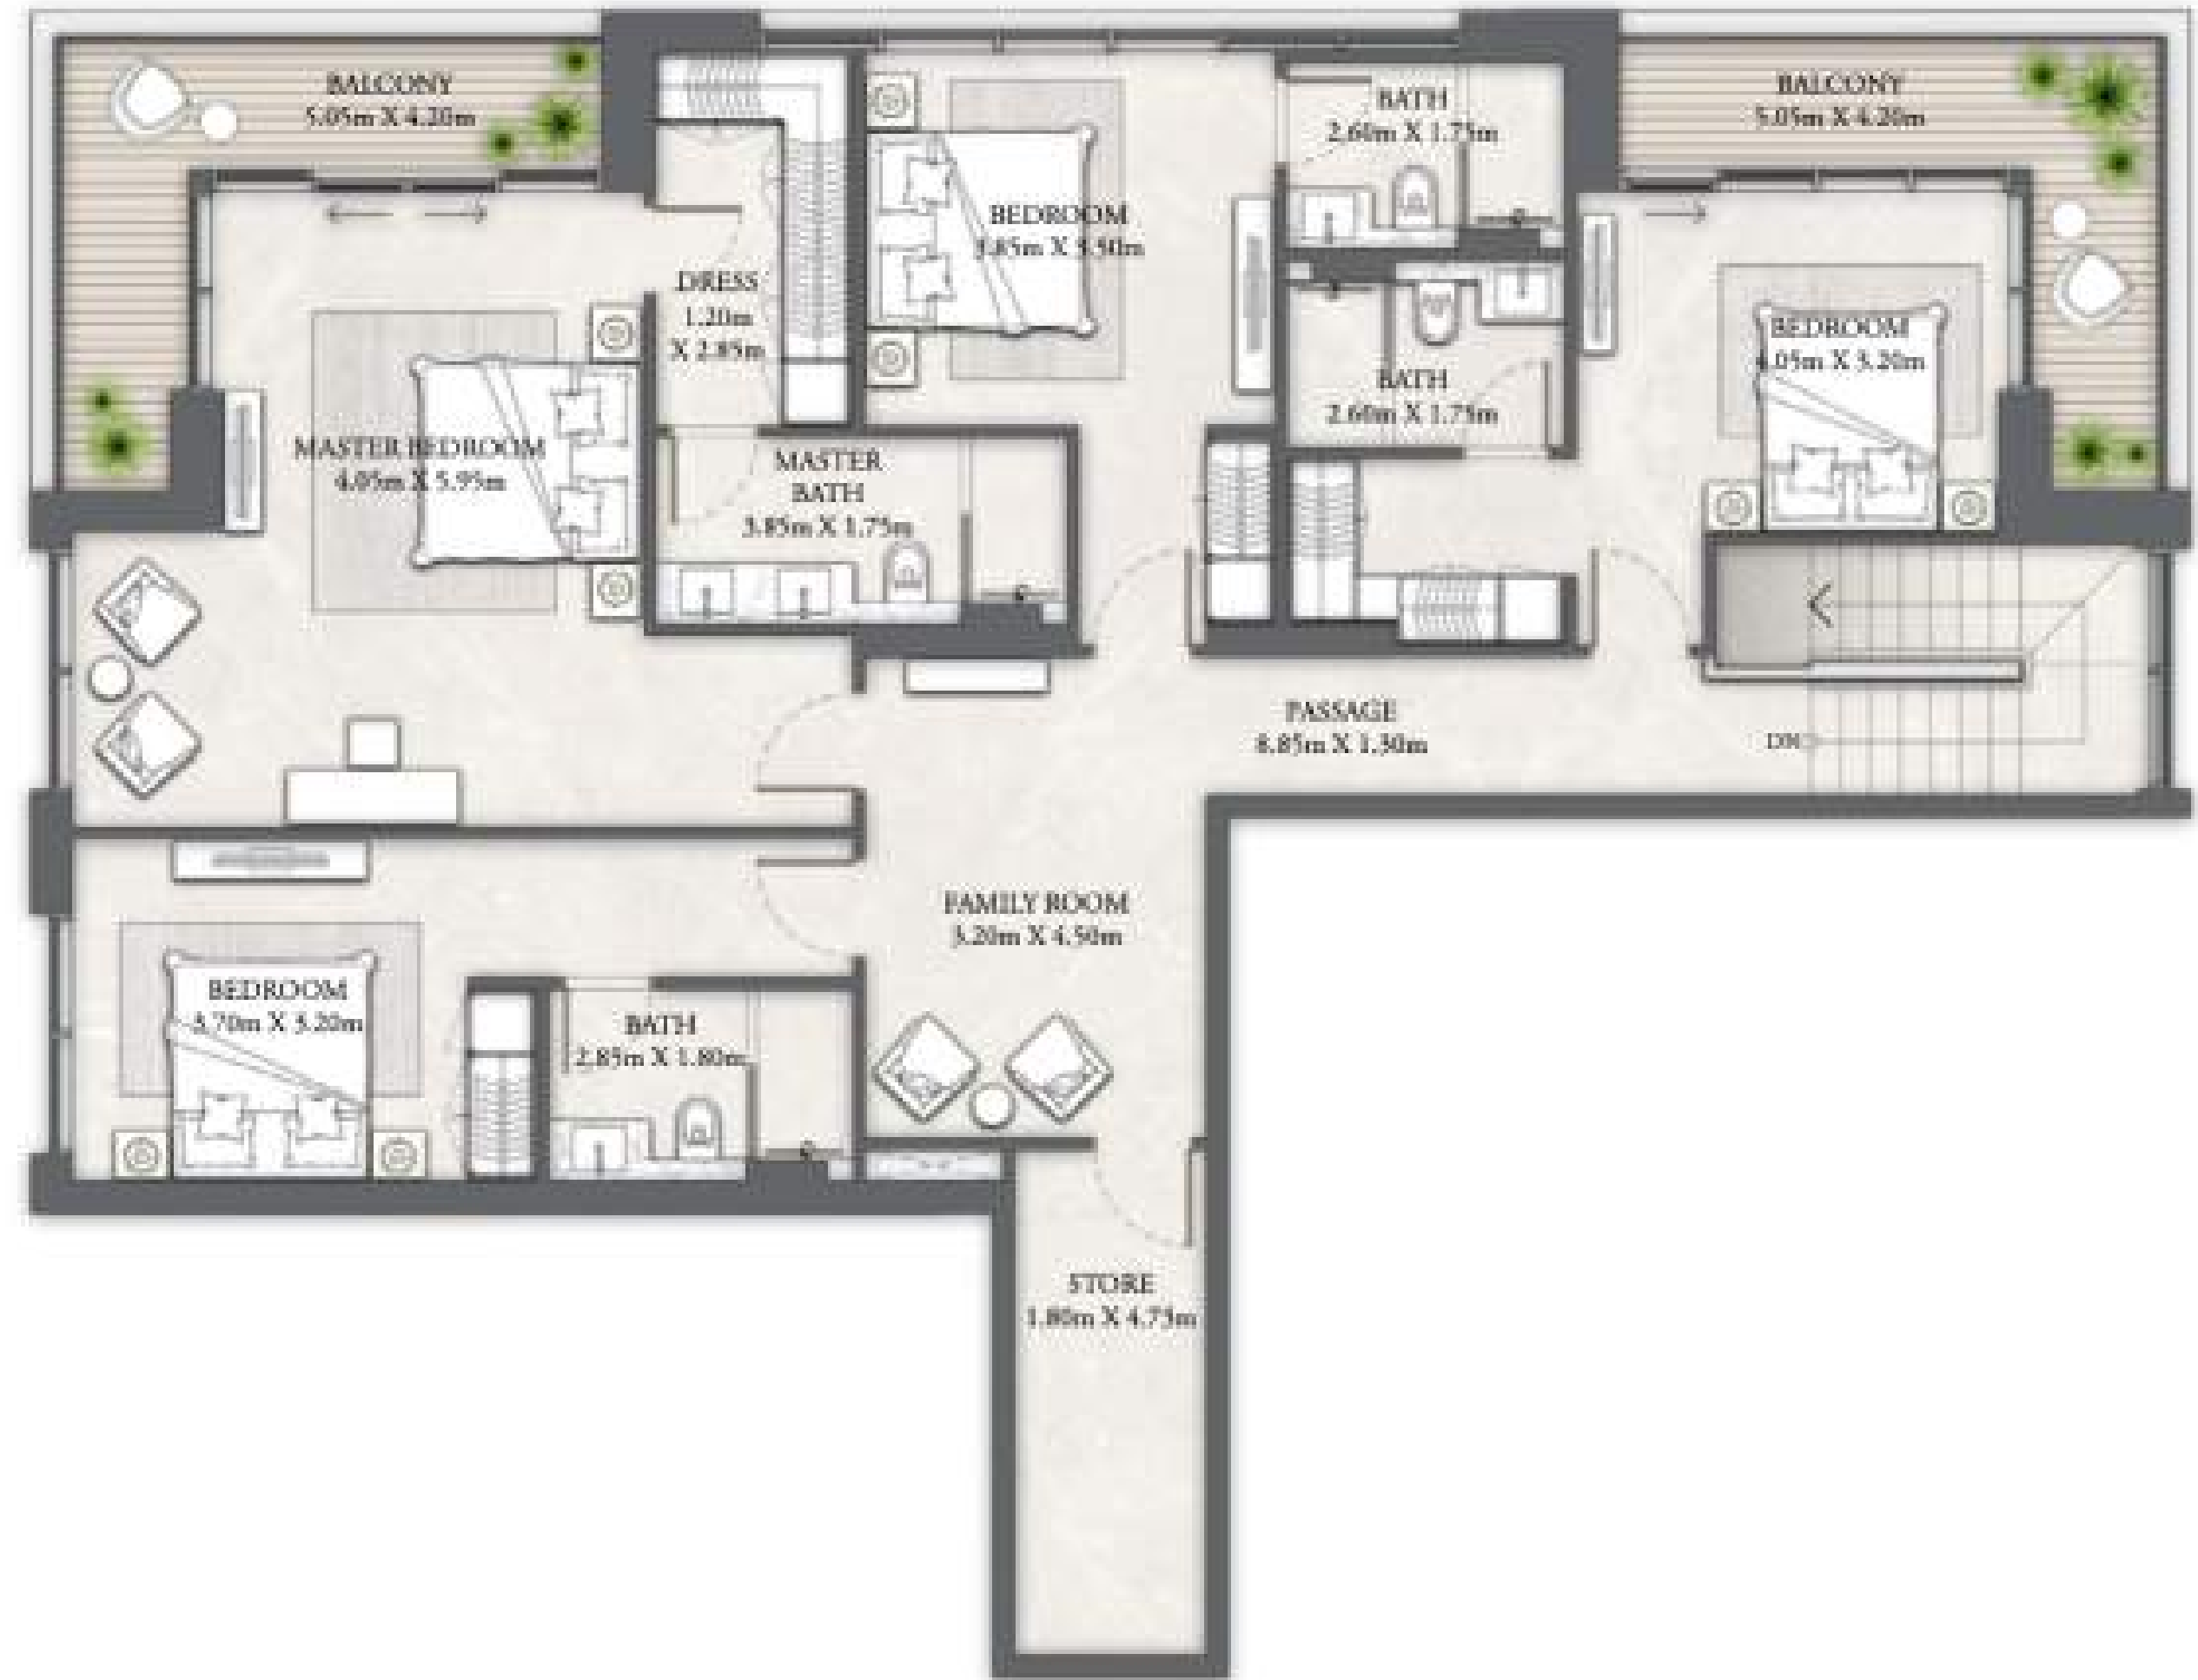 BALCONY
5.05m X 4.20m
BATH
2.60m X 1.75m
BALCONY
5.05m X 4.20m
BEDROOM
3.85m X 3.50m
DRESS
1.20m
X 2.85m
BEDROOM
4.05m X 3.20m
BATH
2.60m X 1.75m
MASTER BEDROOM
4.05m X 5.95m
MASTER
BATH
3.85m X 1.75m
PASSAGE
8.85m X 1.30m
DN
FAMILY ROOM
3.20m X 4.50m
BEDROOM
3.70m X 3.20m
BATH
2.85m X 1.80m
STORE
1.80m X 4.75m